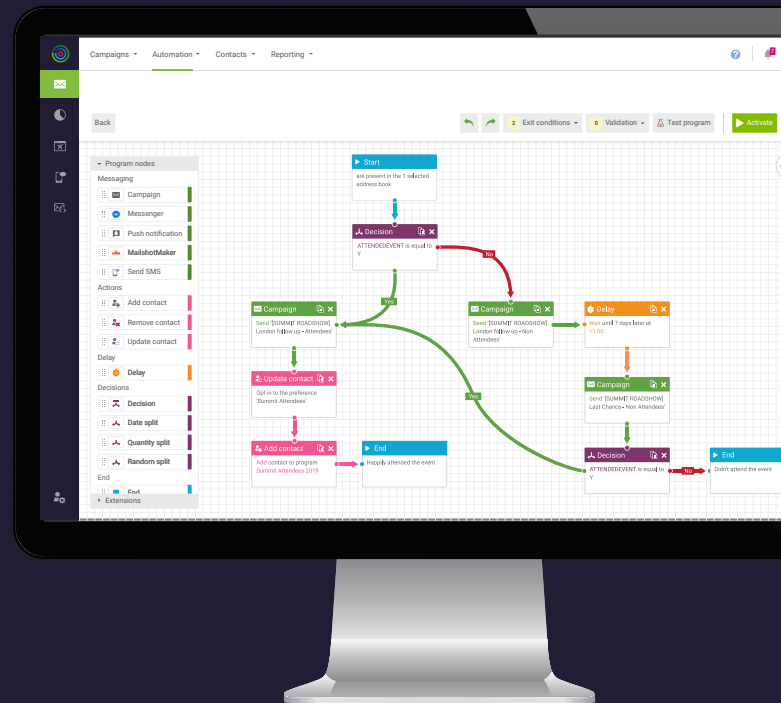 Campaigns Automation Contacts Reporting
7
Back
2 Exit conditions 0 Validation Test program Activate
Program nodes
Messaging
Campaign
Messenger
Push notification
MailshotMaker
Send SMS
Actions
Add contact
Remove contact
Update contact
Delay
Delay
Decisions
Decision
Date split
Quantity split
Random split
End
End
Extensions
Start
are present in the 1 selected
address book
Decision
ATTENDEDEVENT is equal to
Y
No
Yes
Campaign
Send '[SUMMIT ROADSHOW]
London follow up - Attendees'
Campaign
Send '[SUMMIT ROADSHOW]
London follow up - Non
Attendees'
Delay
Wait until 7 days later at
11:00
Update contact
Opt in to the preference
'Summit Attendees'
Campaign
Send '[SUMMIT ROADSHOW]
Last Chance - Non Attendees'
Yes
Add contact
Add contact to program
Summit Attendees 2019
End
Happily attended the event
Decision
ATTENDEDEVENT is equal to
Y
No
End
Didn't attend the event